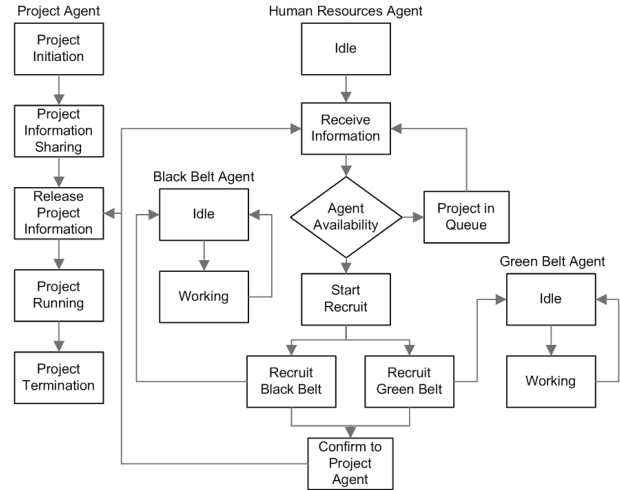 Project Agent
Project
Initiation
Project
Information
Sharing
Release
Project
Information
Project
Running
Project
Termination
Human Resources Agent
Idle
Receive
Information
Agent
Availability
Project in
Queue
Start
Recruit
Recruit
Black Belt
Recruit
Green Belt
Confirm to
Project
Agent
Black Belt Agent
Idle
Working
Green Belt Agent
Idle
Working